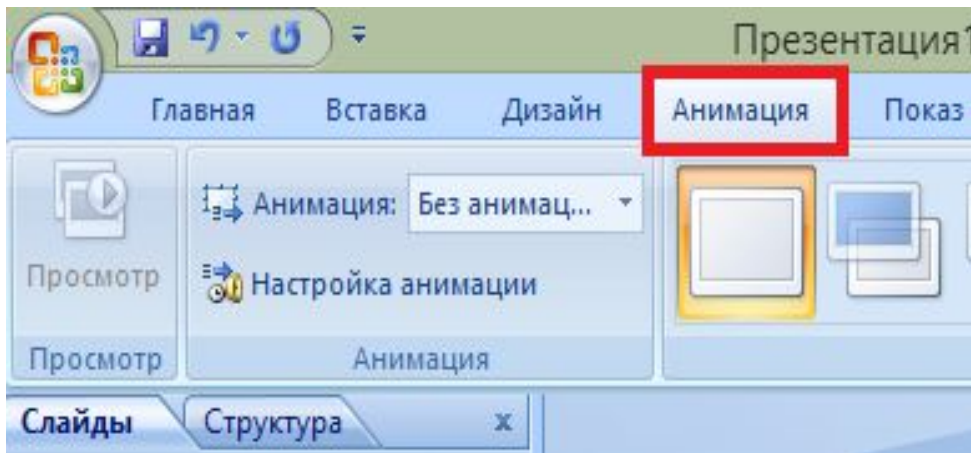 Презентация1
Главная Вставка Дизайн Анимация Показ
Анимация: Без анимац...
Просмотр Настройка анимации
Просмотр Анимация
Слайды Структура x